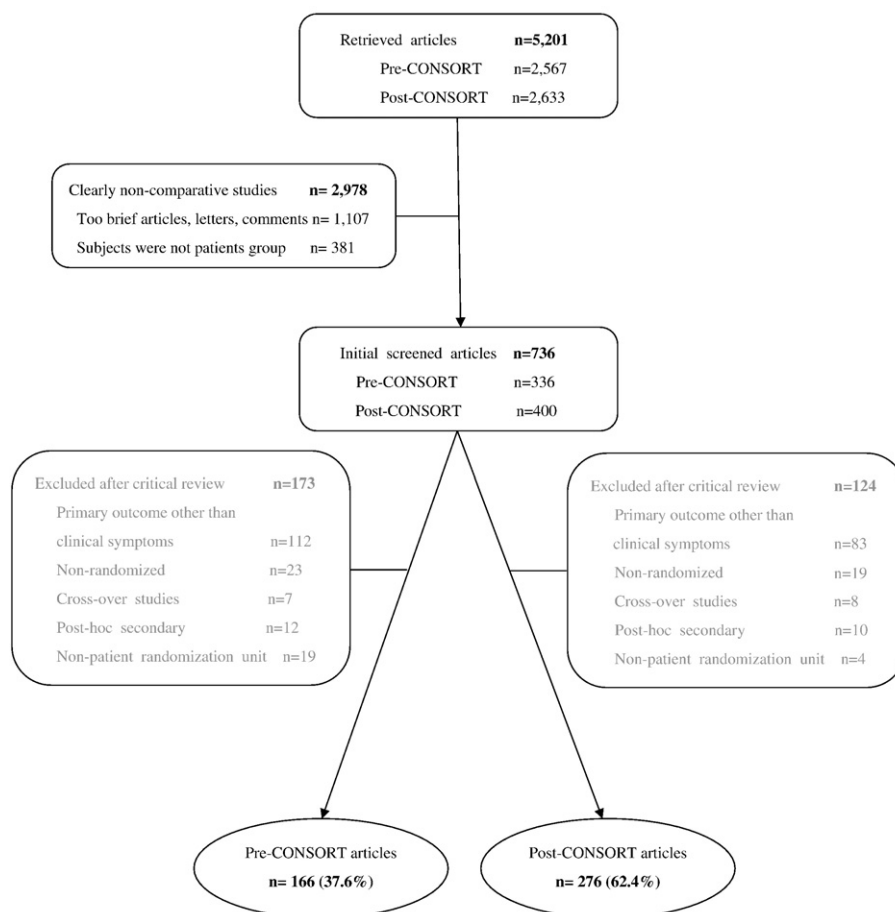 Retrieved articles n=5,201
Pre-CONSORT n=2,567
Post-CONSORT n=2,633
Clearly non-comparative studies n= 2,978
Too brief articles, letters, comments n= 1,107
Subjects were not patients group n= 381
Initial screened articles n=736
Pre-CONSORT n=336
Post-CONSORT n=400
Excluded after critical review n=173
Primary outcome other than
clinical symptoms n=112
Non-randomized n=23
Cross-over studies n=7
Post-hoc secondary n=12
Non-patient randomization unit n=19
Excluded after critical review n=124
Primary outcome other than
clinical symptoms n=83
Non-randomized n=19
Cross-over studies n=8
Post-hoc secondary n=10
Non-patient randomization unit n=4
Pre-CONSORT articles
n= 166 (37.6%)
Post-CONSORT articles
n= 276 (62.4%)